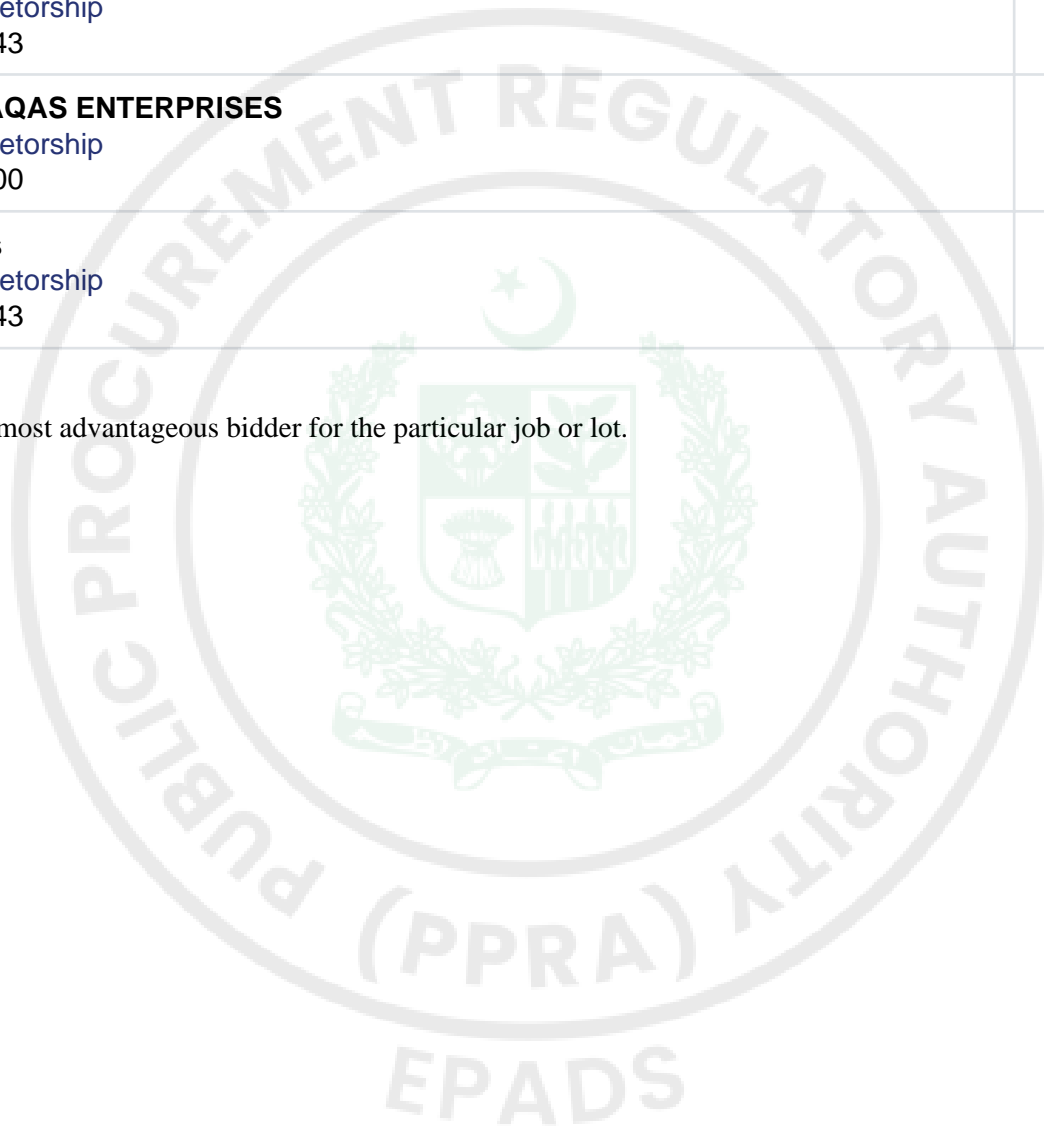 etorship
43
AQAS ENTERPRISES
etorship
00
s
etorship
43
most advantageous bidder for the particular job or lot.
PUBLIC PROCUREMENT REGULATORY AUTHORITY
(PPRA)
EPADS